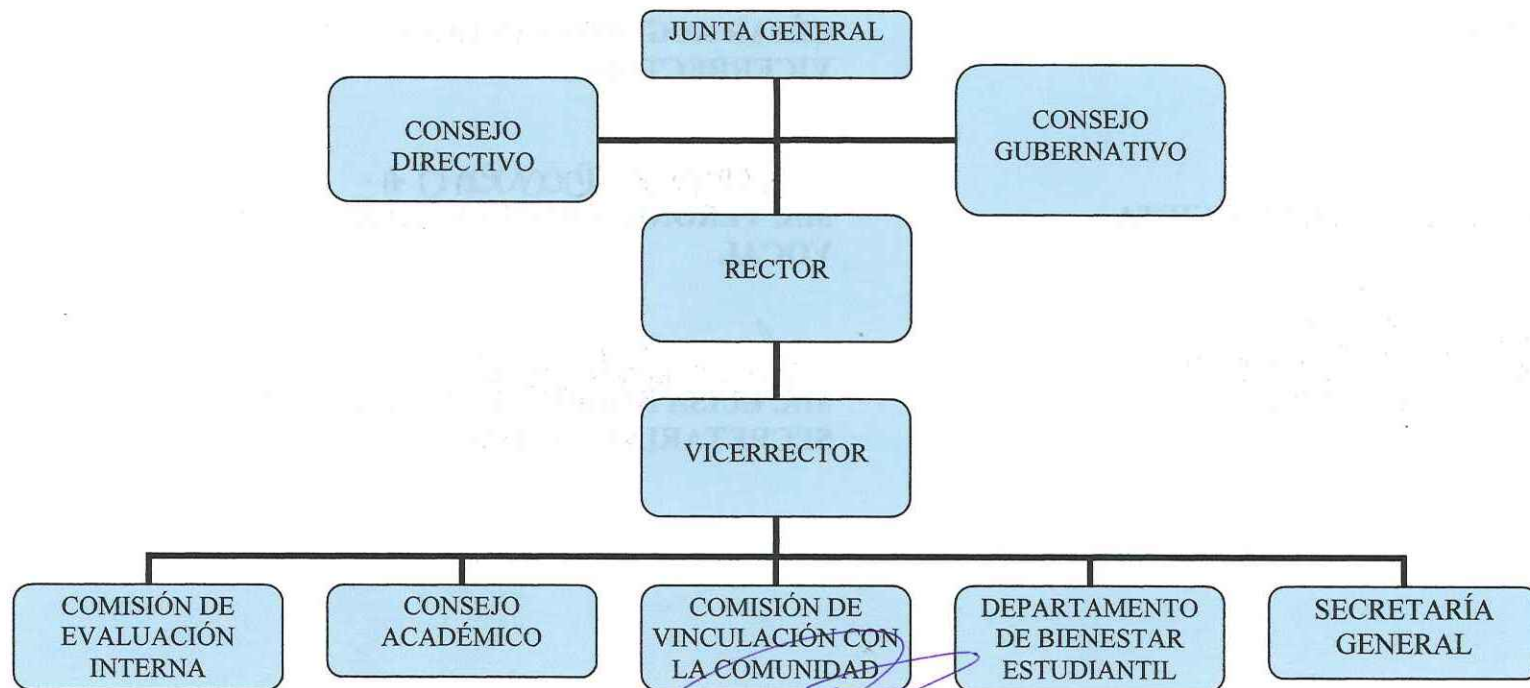 JUNTA GENERAL
CONSEJO
DIRECTIVO
CONSEJO
GUBERNATIVO
RECTOR
VICERRECTOR
COMISIÓN DE
EVALUACIÓN
INTERNA
CONSEJO
ACADÉMICO
COMISIÓN DE
VINCULACIÓN CON
LA COMUNIDAD
DEPARTAMENTO
DE BIENESTAR
ESTUDIANTIL
SECRETARÍA
GENERAL